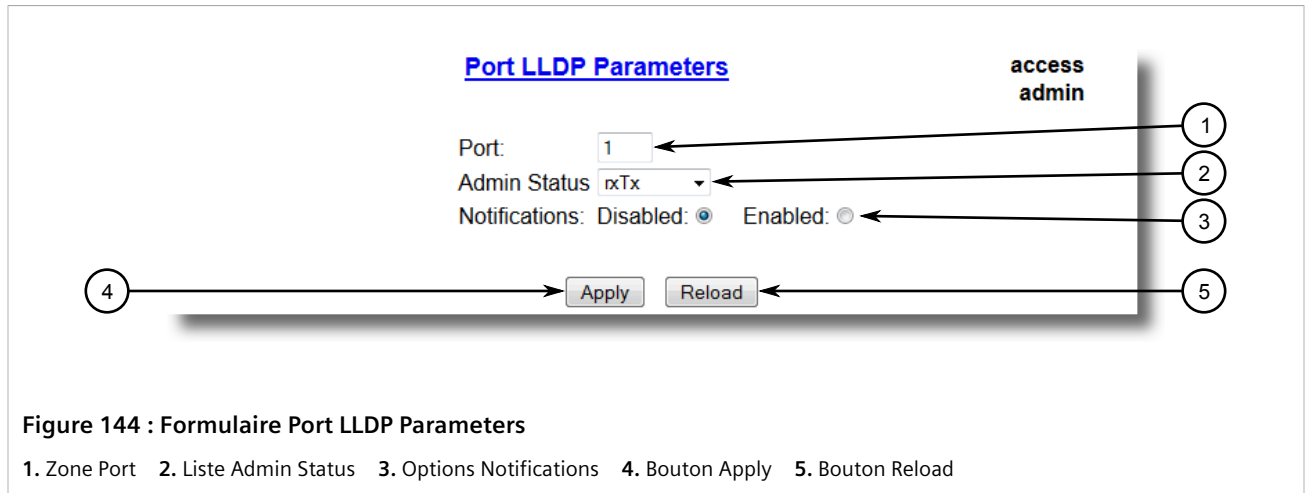 Port LLDP Parameters
access
admin
1
Port: 1
2
Admin Status rxTx
Notifications: Disabled: Enabled:
3
4
Apply Reload
5
Figure 144 : Formulaire Port LLDP Parameters
1. Zone Port 2. Liste Admin Status 3. Options Notifications 4. Bouton Apply 5. Bouton Reload